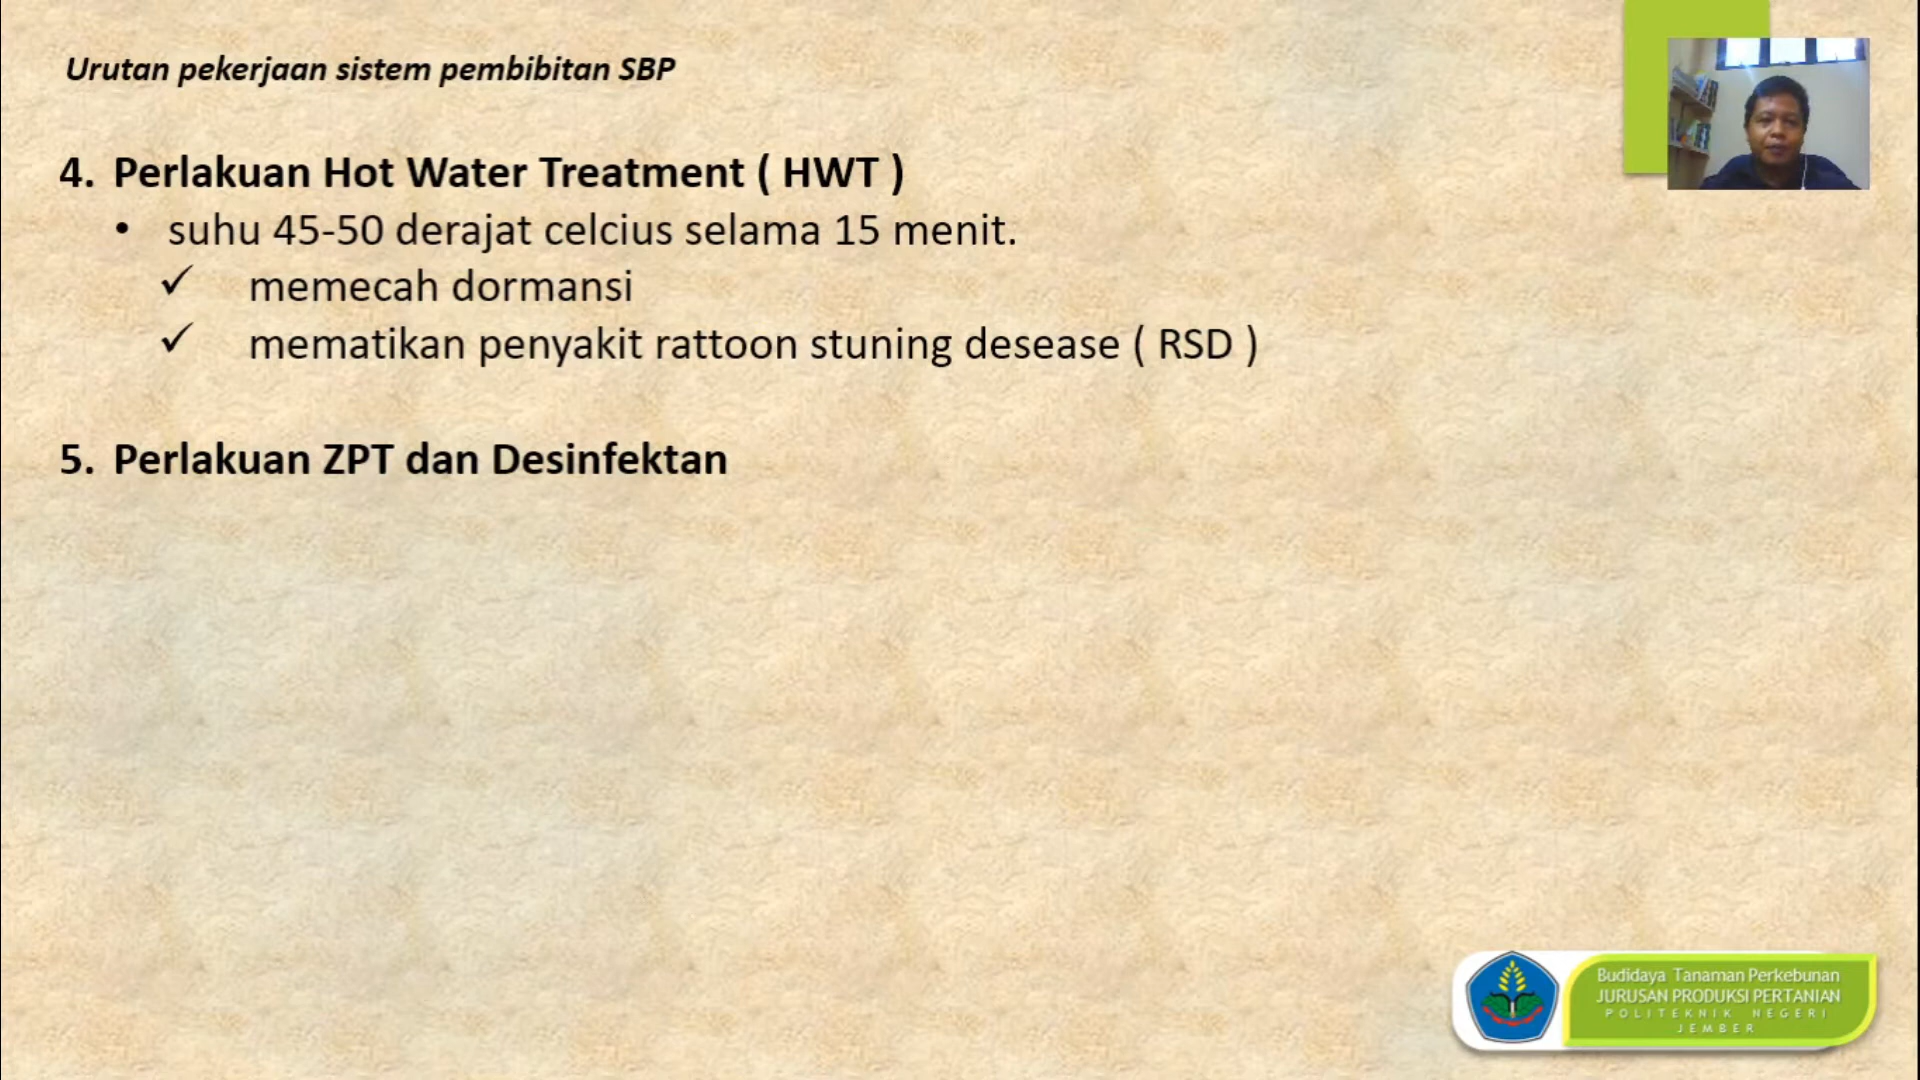 Urutan pekerjaan sistem pembibitan SBP
4. Perlakuan Hot Water Treatment ( HWT )
• suhu 45-50 derajat celcius selama 15 menit.
✓ memecah dormansi
✓ mematikan penyakit rattoon stuning desease ( RSD )
5. Perlakuan ZPT dan Desinfektan
Budidaya Tanaman Perkebunan
JURUSAN PRODUKSI PERTANIAN
POLITEKNIK NEGERI
JEMBER